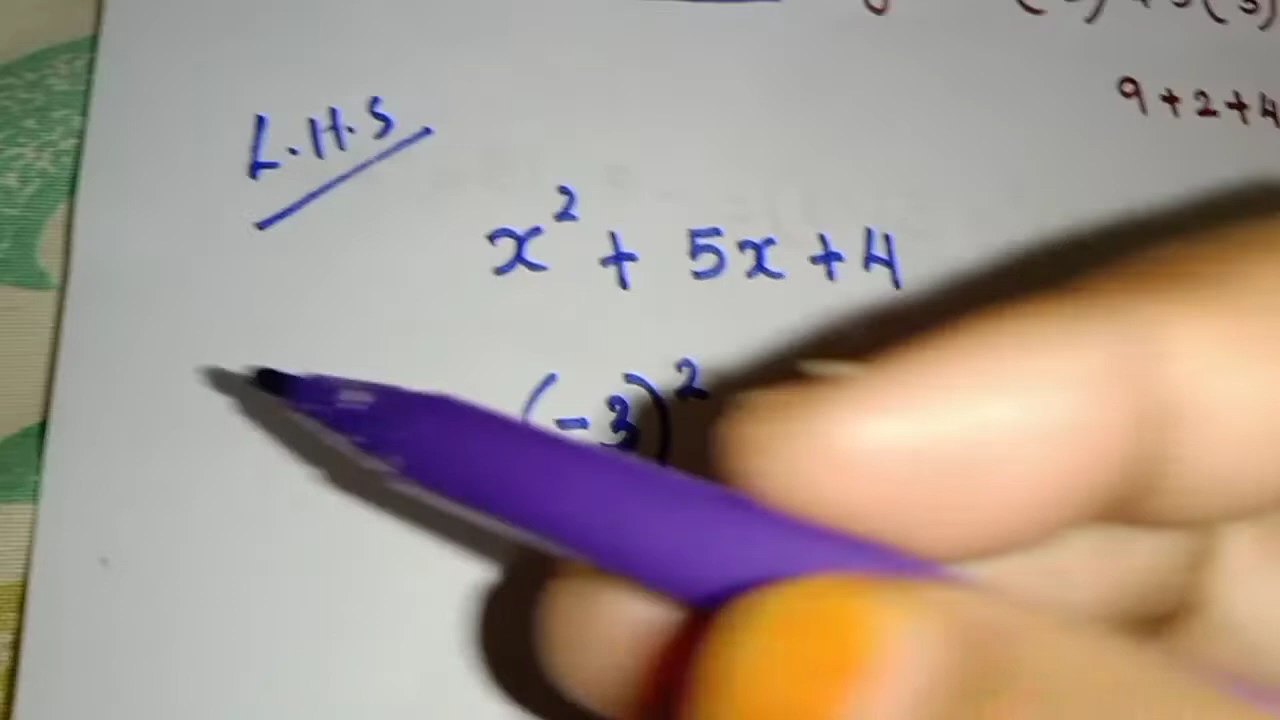 9+2+4
L.H.S
x² + 5x + 4
(-3)²